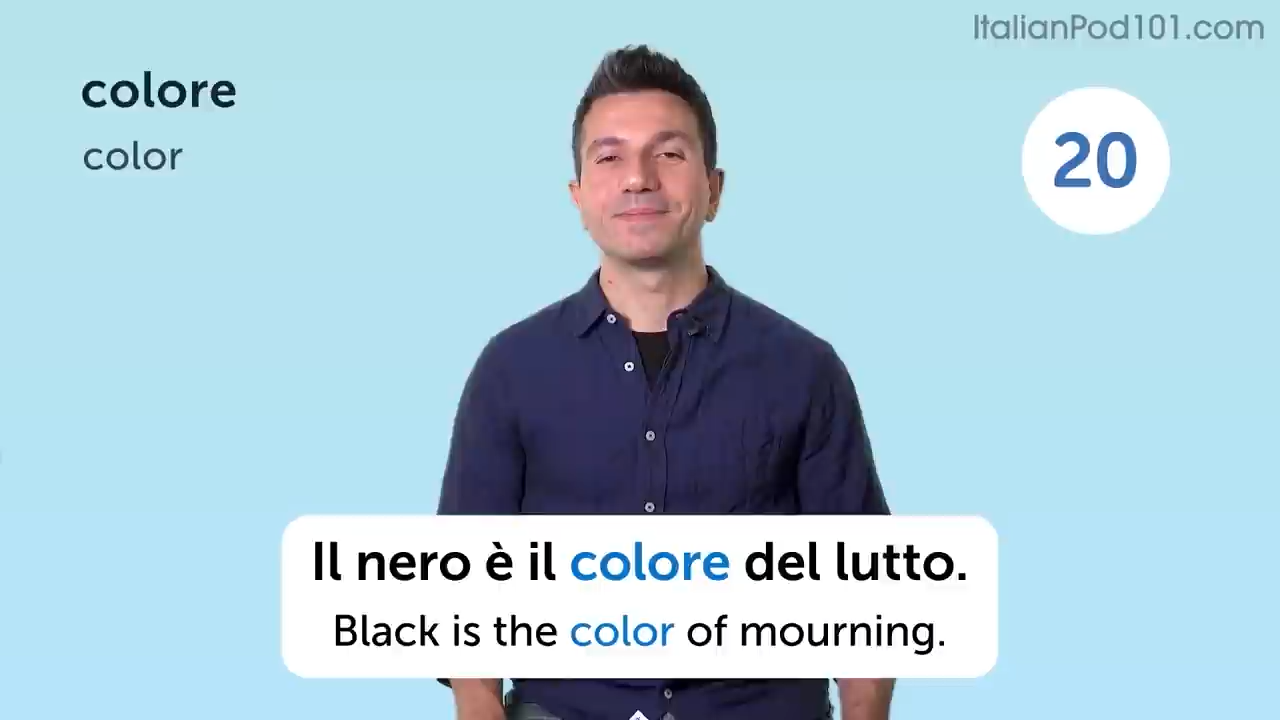 ItalianPod101.com
colore
color
20
Il nero è il colore del lutto.
Black is the color of mourning.